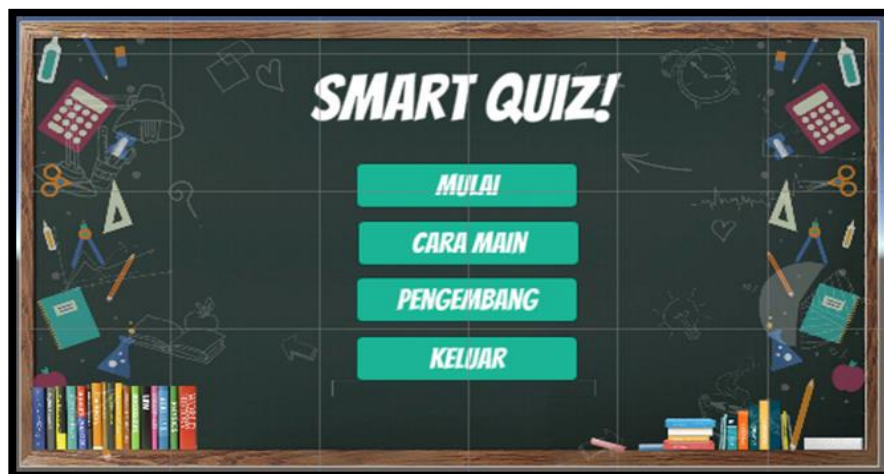 SMART QUIZ!
MULAI
CARA MAIN
PENGEMBANG
KELUAR